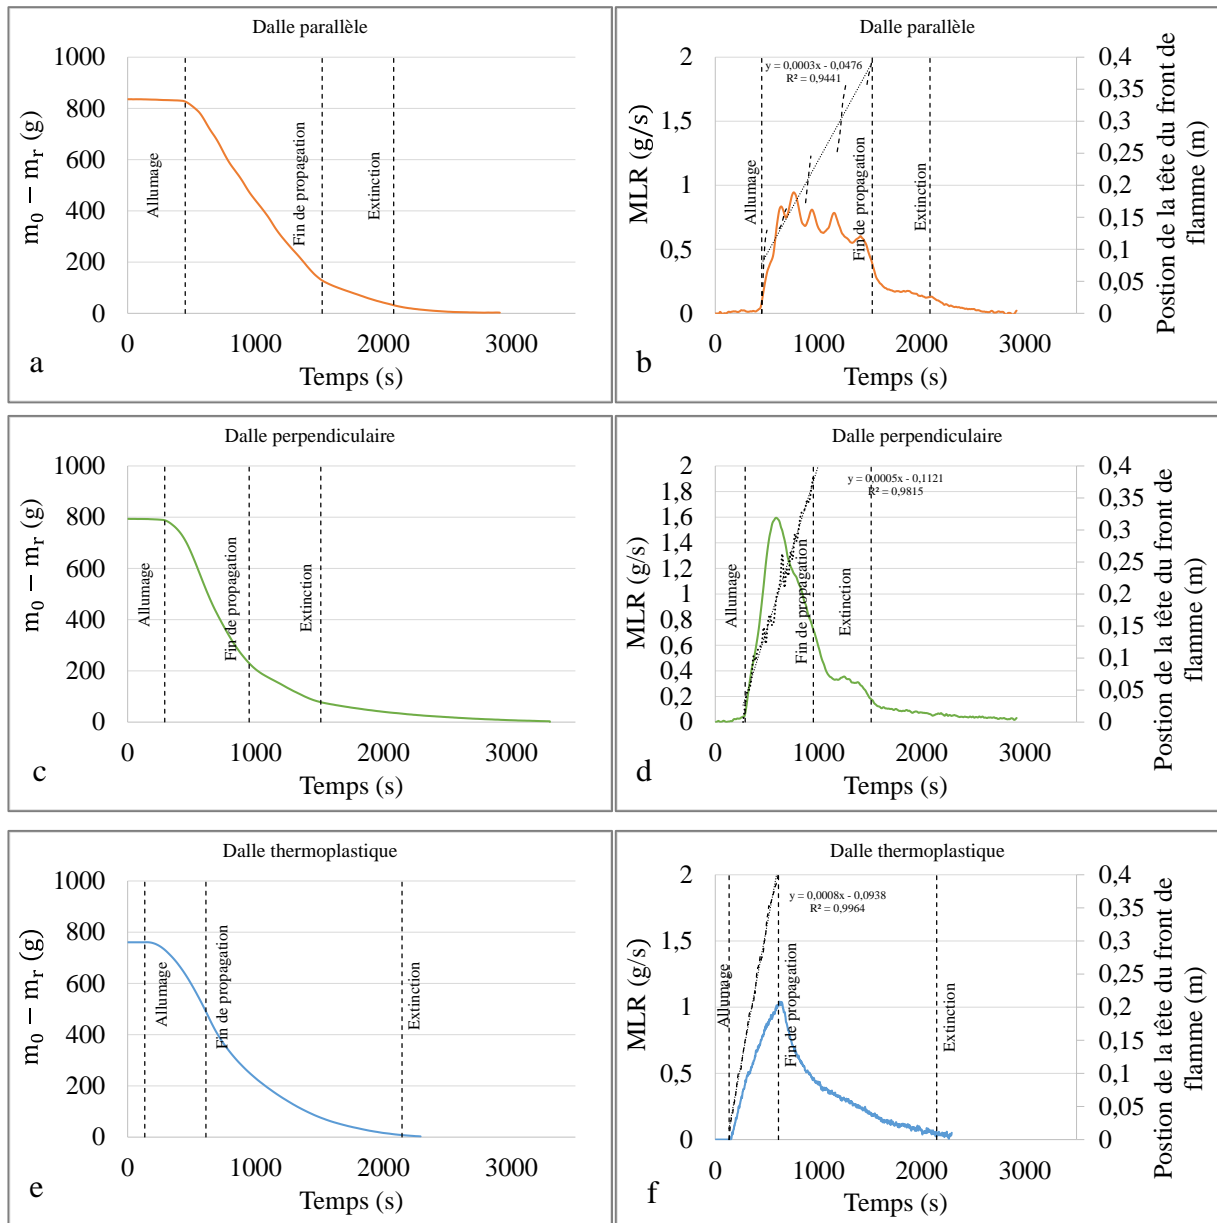 Dalle parallèle
1000
800
600
400
200
0
m₀ − mᵣ (g)
Allumage
Fin de propagation
Extinction
0
1000
2000
3000
Temps (s)
a
Dalle parallèle
2
1.5
1
0.5
0
MLR (g/s)
y = 0,0003x - 0,0476
R² = 0,9441
Allumage
Fin de propagation
Extinction
0,4
0,35
0,3
0,25
0,2
0,15
0,1
0,05
0
Postion de la tête du front de
flamme (m)
0
1000
2000
3000
Temps (s)
b
Dalle perpendiculaire
1000
800
600
400
200
0
m₀ − mᵣ (g)
Allumage
Fin de propagation
Extinction
0
1000
2000
3000
Temps (s)
c
Dalle perpendiculaire
2
1,8
1,6
1,4
1,2
1
0,8
0,6
0,4
0,2
0
MLR (g/s)
y = 0,0005x - 0,1121
R² = 0,9815
Allumage
Fin de propagation
Extinction
0,4
0,35
0,3
0,25
0,2
0,15
0,1
0,05
0
Postion de la tête du front de
flamme (m)
0
1000
2000
3000
Temps (s)
d
Dalle thermoplastique
1000
800
600
400
200
0
m₀ − mᵣ (g)
Allumage
Fin de propagation
Extinction
0
1000
2000
3000
Temps (s)
e
Dalle thermoplastique
2
1,5
1
0,5
0
MLR (g/s)
y = 0,0008x - 0,0938
R² = 0,9964
Allumage
Fin de propagation
Extinction
0,4
0,35
0,3
0,25
0,2
0,15
0,1
0,05
0
Postion de la tête du front de
flamme (m)
0
1000
2000
3000
Temps (s)
f